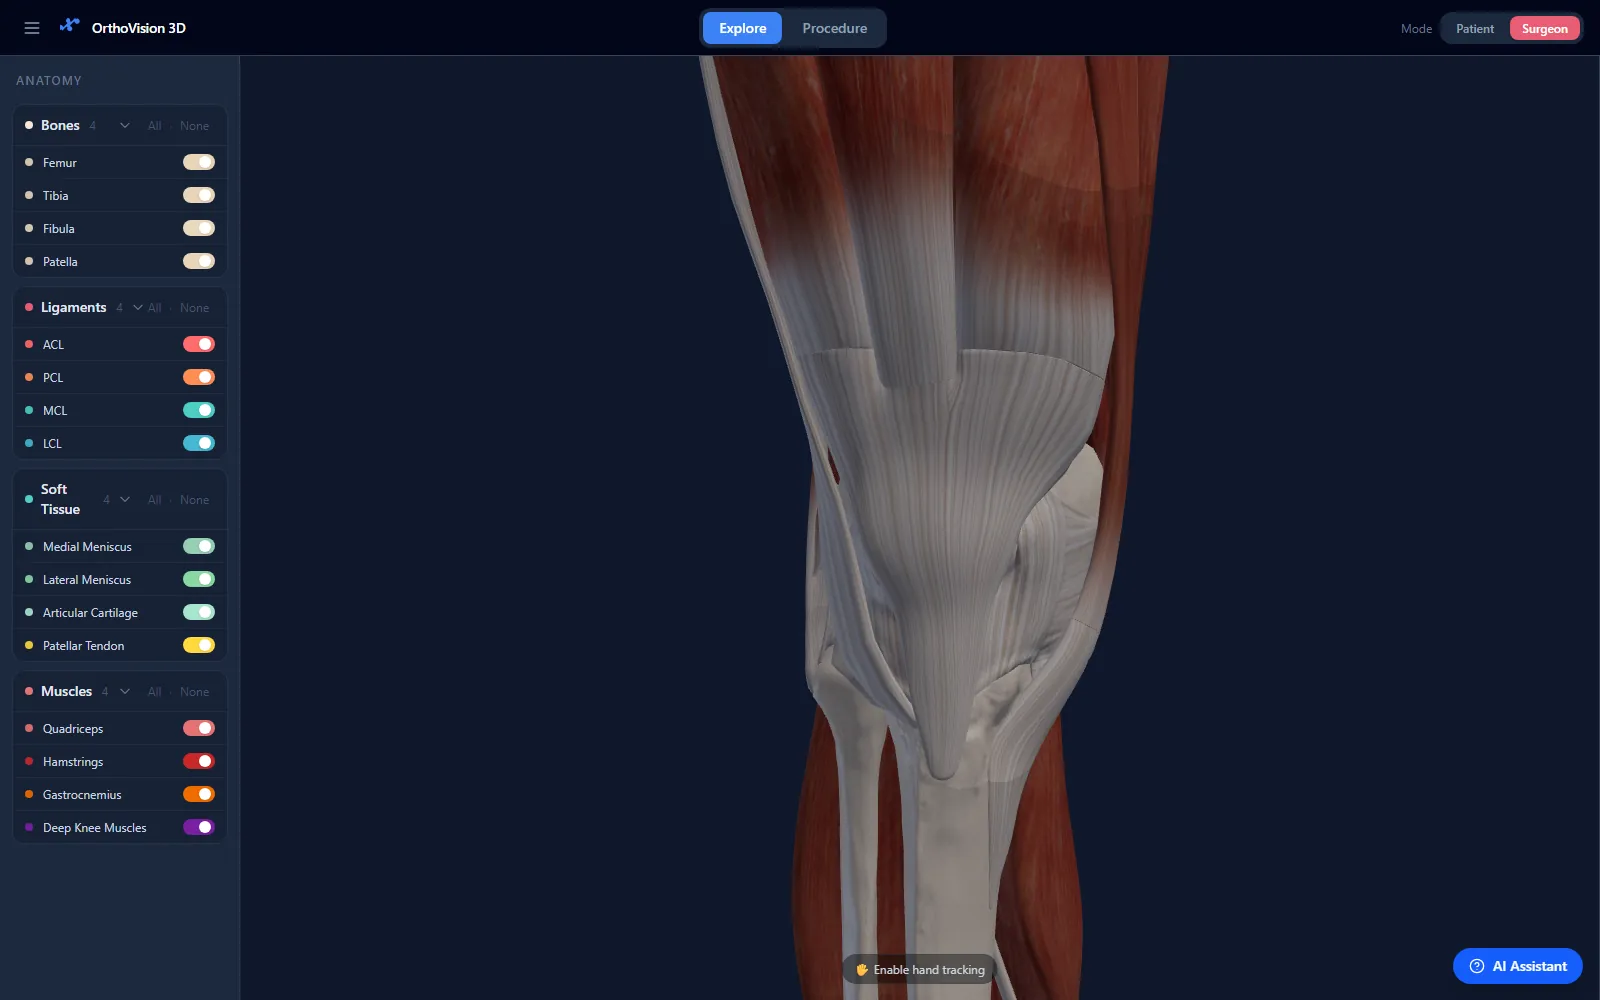 OrthoVision 3D
Explore
Procedure
Mode
Patient
Surgeon
ANATOMY
Bones 4 All · None
Femur
Tibia
Fibula
Patella
Ligaments 4 All · None
ACL
PCL
MCL
LCL
Soft
Tissue 4 All · None
Medial Meniscus
Lateral Meniscus
Articular Cartilage
Patellar Tendon
Muscles 4 All · None
Quadriceps
Hamstrings
Gastrocnemius
Deep Knee Muscles
Enable hand tracking
AI Assistant